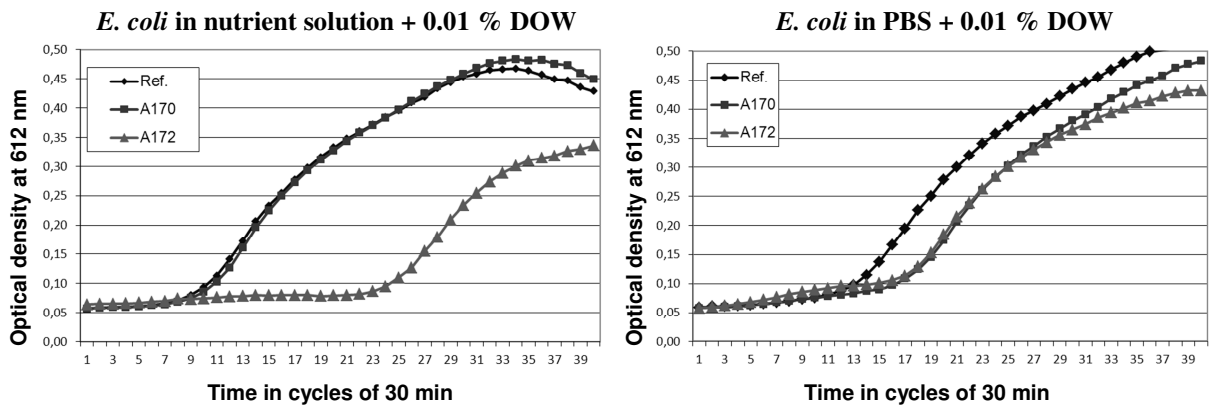 E. coli in nutrient solution + 0.01 % DOW
Optical density at 612 nm
0,50
0,45
0,40
0,35
0,30
0,25
0,20
0,15
0,10
0,05
0,00
Ref.
A170
A172
1 3 5 7 9 11 13 15 17 19 21 23 25 27 29 31 33 35 37 39
Time in cycles of 30 min
E. coli in PBS + 0.01 % DOW
Optical density at 612 nm
0,50
0,45
0,40
0,35
0,30
0,25
0,20
0,15
0,10
0,05
0,00
Ref.
A170
A172
1 3 5 7 9 11 13 15 17 19 21 23 25 27 29 31 33 35 37 39
Time in cycles of 30 min